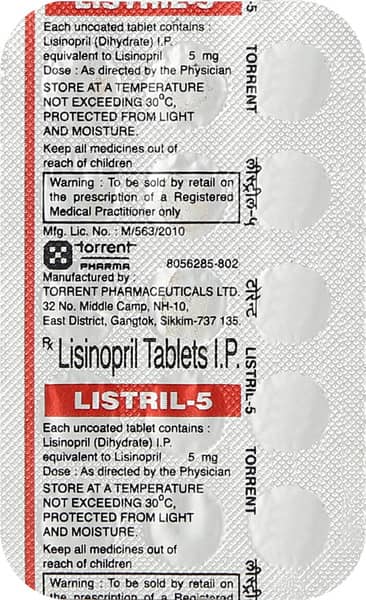 LISTRIL-5
Each uncoated tablet contains :
Lisinopril (Dihydrate) I.P.
equivalent to Lisinopril 5 mg
Dose : As directed by the Physician
STORE AT A TEMPERATURE
NOT EXCEEDING 30°C,
PROTECTED FROM LIGHT
AND MOISTURE.
Keep all medicines out of
reach of children
Warning : To be sold by retail on
the prescription of a Registered
Medical Practitioner only
Mfg. Lic. No. : M/563/2010
torrent
PHARMA 8056285-802
Manufactured by :
TORRENT PHARMACEUTICALS LTD.
32 No. Middle Camp, NH-10,
East District, Gangtok, Sikkim-737 135.
Rx Lisinopril Tablets I.P.
LISTRIL-5
Each uncoated tablet contains :
Lisinopril (Dihydrate) I.P.
equivalent to Lisinopril 5 mg
Dose : As directed by the Physician
STORE AT A TEMPERATURE
NOT EXCEEDING 30°C,
PROTECTED FROM LIGHT
AND MOISTURE.
Keep all medicines out of
reach of children
Warning : To be sold by retail on
the prescription of a Registered
-5
TORRENT
लीस्ट्रील-५
टोरेंट
LISTRIL-5
TORRENT